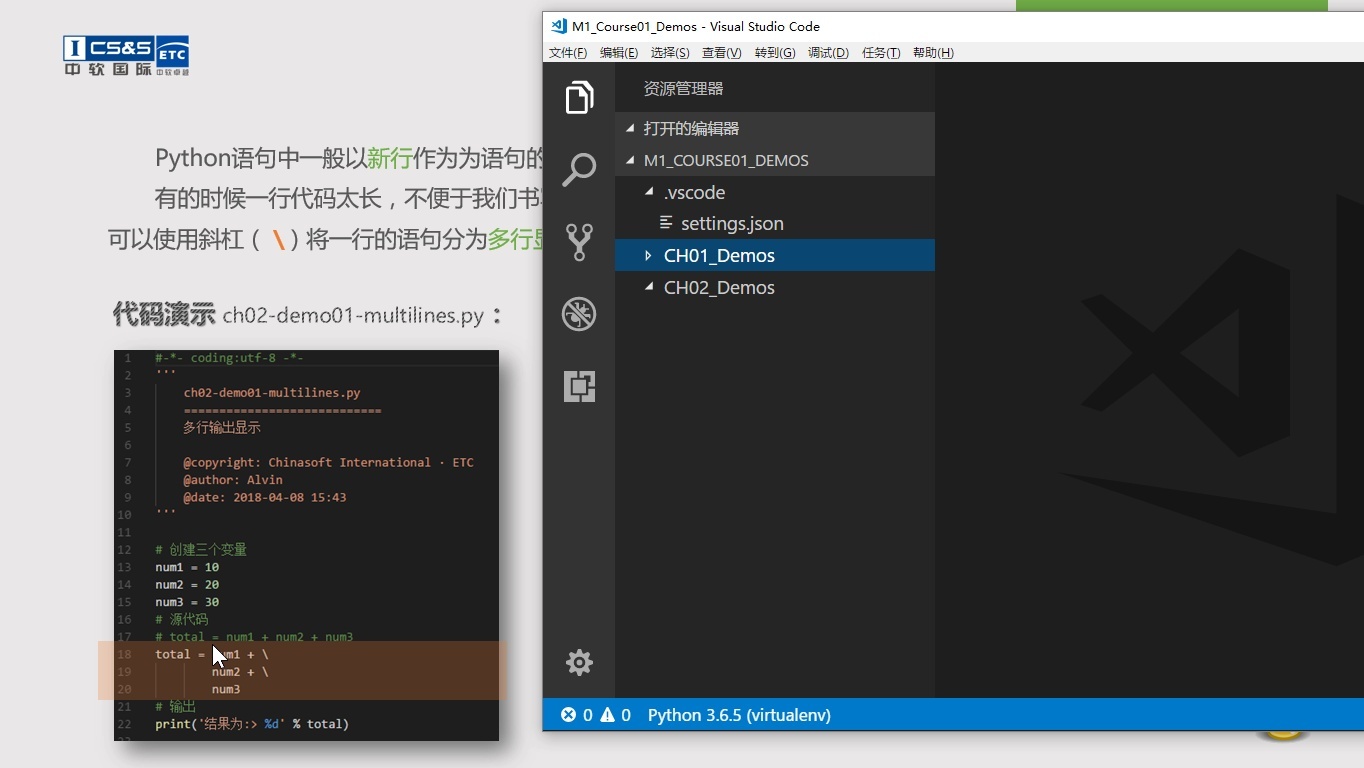 CS&S ETC
中软国际 中软卓越
Python语句中一般以新行作为为语句的
有的时候一行代码太长，不便于我们书
可以使用斜杠（ \ ）将一行的语句分为多行显
代码演示 ch02-demo01-multilines.py：
1 #-*- coding:utf-8 -*-
2 '''
3 ch02-demo01-multilines.py
4 ============================
5 多行输出显示
6
7 @copyright: Chinasoft International · ETC
8 @author: Alvin
9 @date: 2018-04-08 15:43
10 '''
11
12 # 创建三个变量
13 num1 = 10
14 num2 = 20
15 num3 = 30
16 # 源代码
17 # total = num1 + num2 + num3
18 total = num1 + \
19 num2 + \
20 num3
21 # 输出
22 print('结果为:> %d' % total)
M1_Course01_Demos - Visual Studio Code
文件(F) 编辑(E) 选择(S) 查看(V) 转到(G) 调试(D) 任务(T) 帮助(H)
资源管理器
打开的编辑器
M1_COURSE01_DEMOS
.vscode
settings.json
CH01_Demos
CH02_Demos
0 0 Python 3.6.5 (virtualenv)